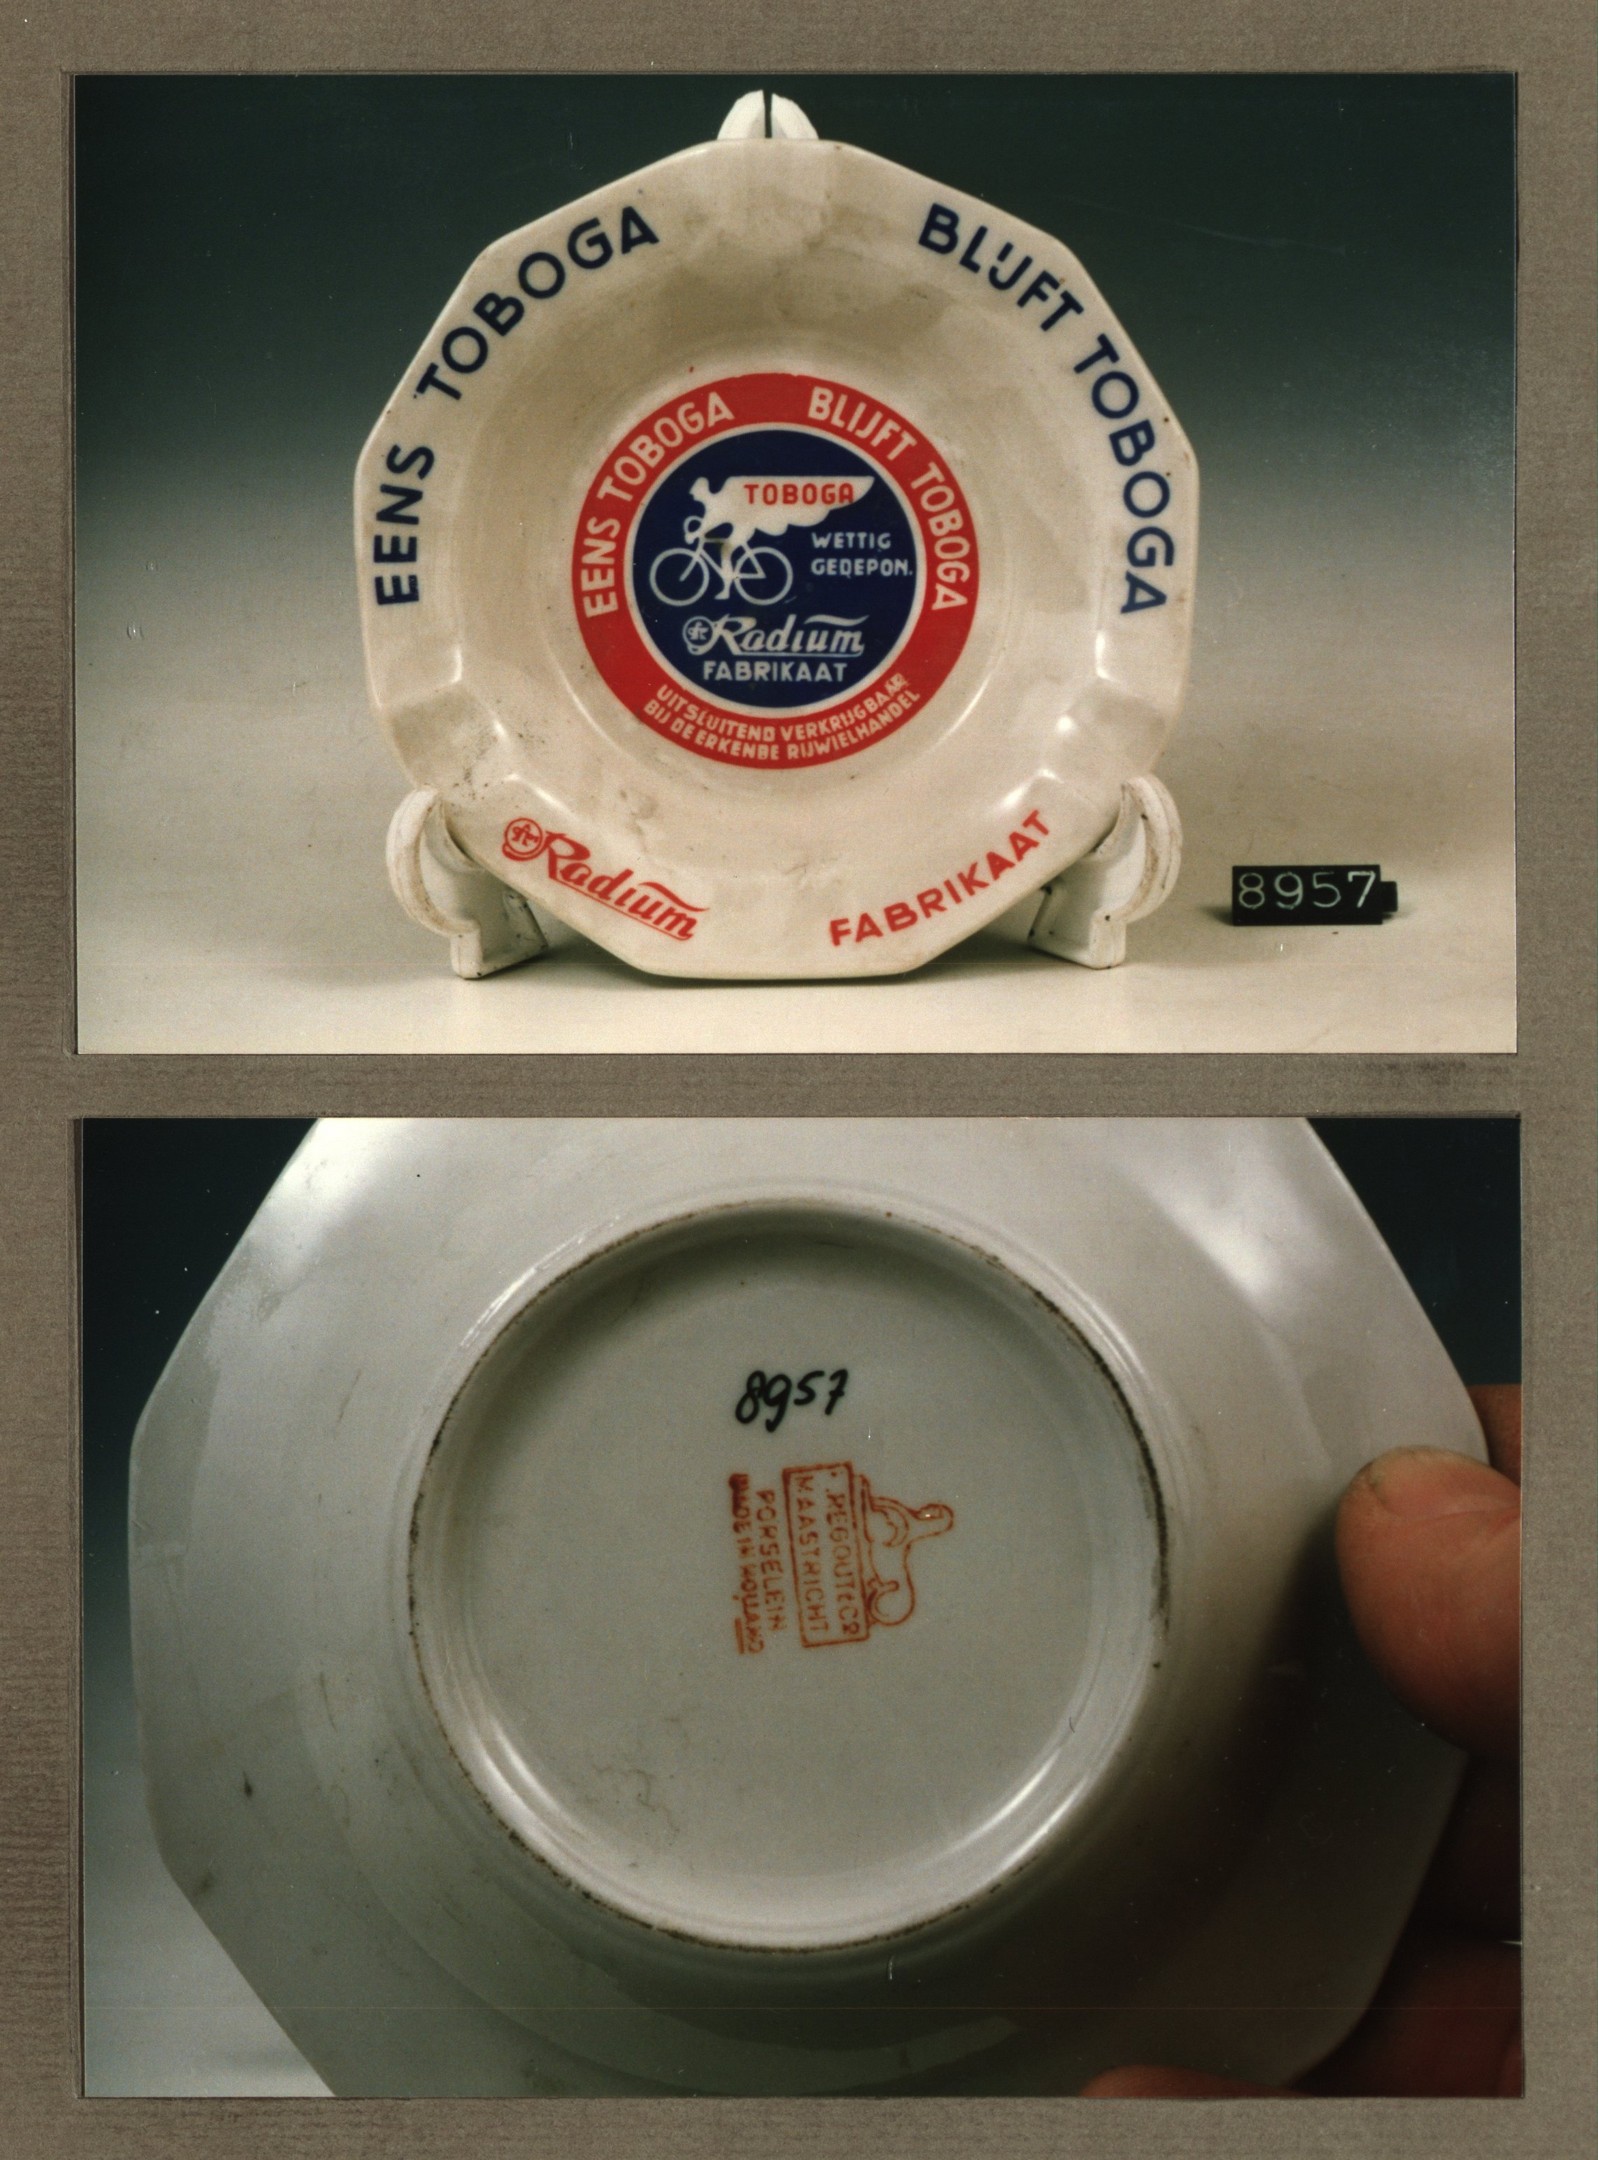 EENS TOBOGA
BLIJFT TOBOGA
EENS TOBOGA
BLIJFT TOBOGA
TOBOGA
WETTIG
GEDEPON.
Radium
FABRIKAAT
UITSLUITEND VERKRIJGBAAR
BIJ DE ERKENDE RIJWIELHANDEL
Radium
FABRIKAAT
8957
8957
P.REGOUT & CO
MAASTRICHT
PORSELEIN
MADE IN HOLLAND